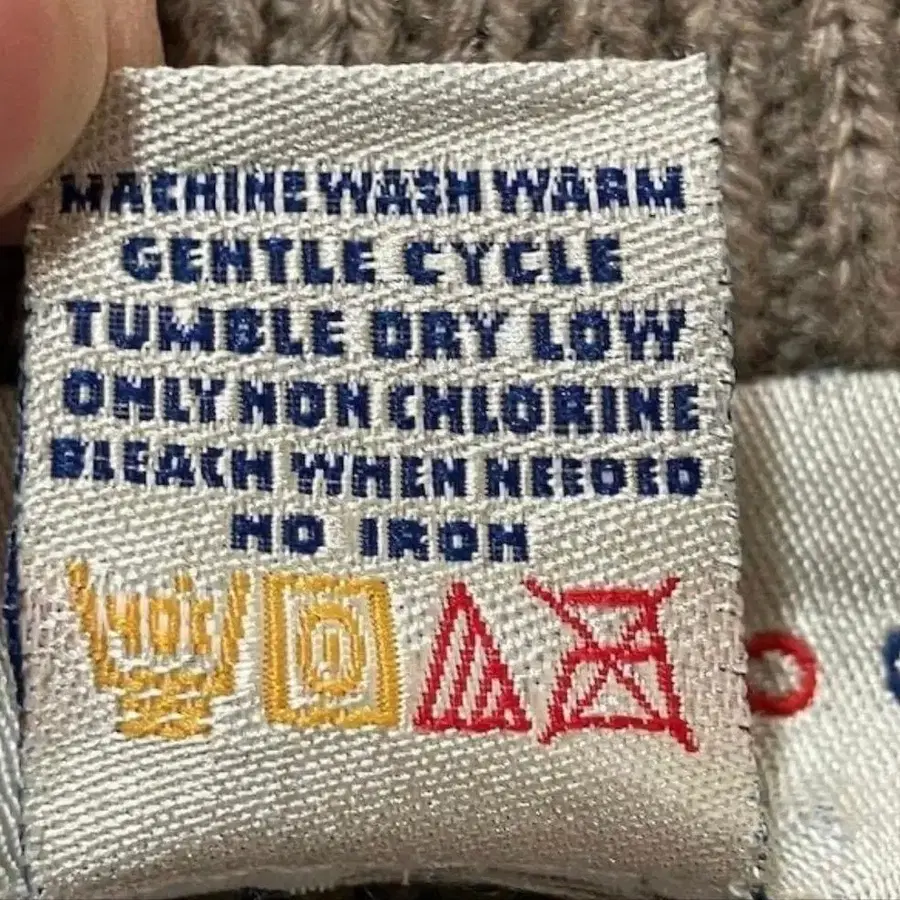 MACHINE WASH WARM
GENTLE CYCLE
TUMBLE DRY LOW
ONLY NON CHLORINE
BLEACH WHEN NEEDED
NO IRON